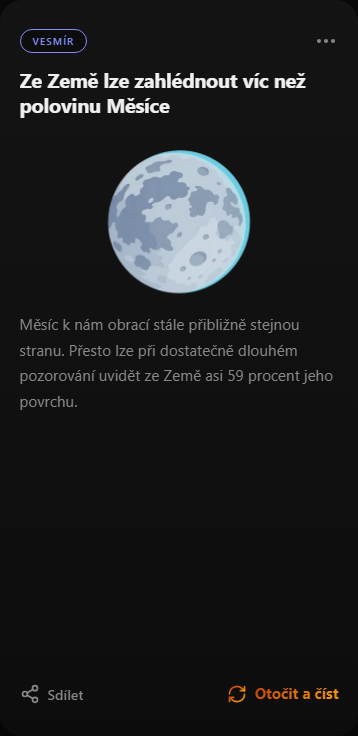 VESMÍR
Ze Země lze zahlédnout víc než
polovinu Měsíce
Měsíc k nám obrací stále přibližně stejnou
stranu. Přesto lze při dostatečně dlouhém
pozorování uvidět ze Země asi 59 procent jeho
povrchu.
Sdílet
Otočit a číst